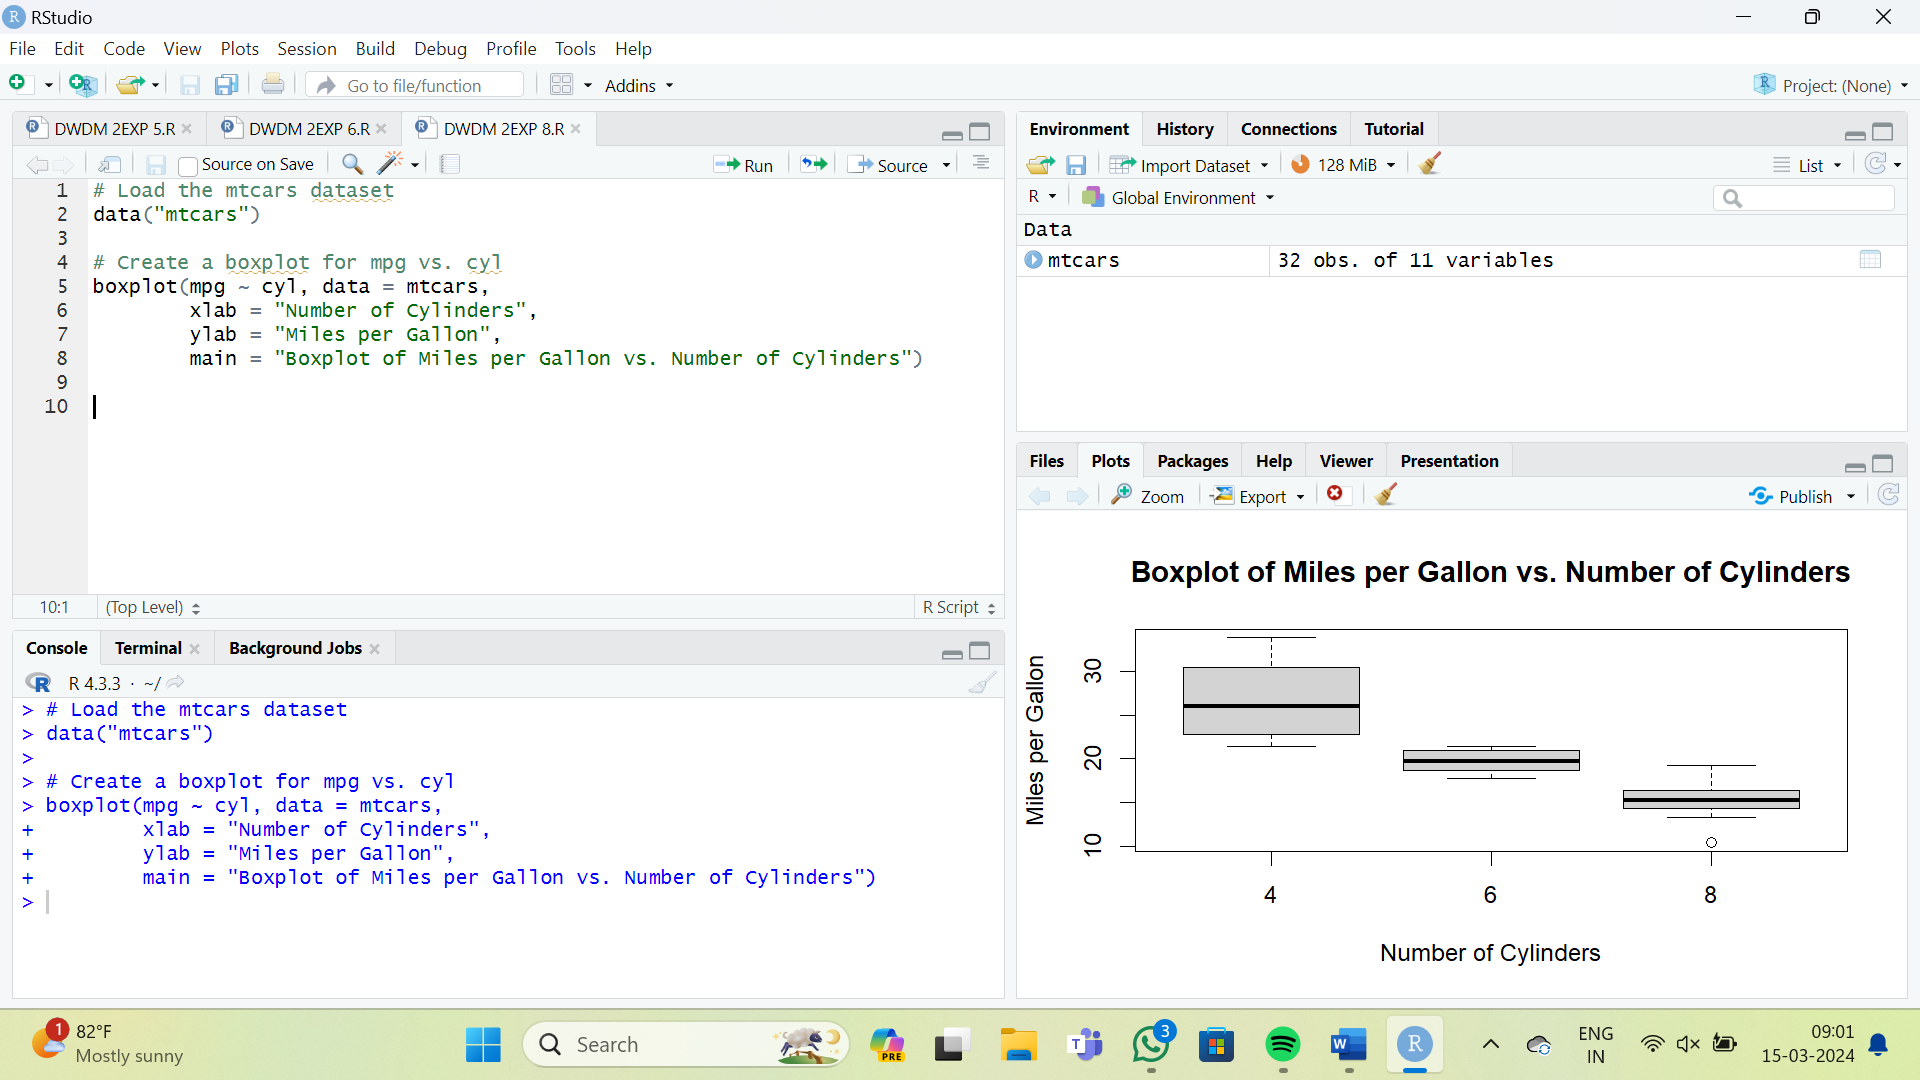 RStudio
File Edit Code View Plots Session Build Debug Profile Tools Help
Go to file/function Addins Project: (None)
DWDM 2EXP 5.R DWDM 2EXP 6.R DWDM 2EXP 8.R
Source on Save Run Source
1 # Load the mtcars dataset
2 data("mtcars")
3
4 # Create a boxplot for mpg vs. cyl
5 boxplot(mpg ~ cyl, data = mtcars,
6 xlab = "Number of Cylinders",
7 ylab = "Miles per Gallon",
8 main = "Boxplot of Miles per Gallon vs. Number of Cylinders")
9
10
10:1 (Top Level) R Script
Console Terminal Background Jobs
R 4.3.3 · ~/
> # Load the mtcars dataset
> data("mtcars")
>
> # Create a boxplot for mpg vs. cyl
> boxplot(mpg ~ cyl, data = mtcars,
+ xlab = "Number of Cylinders",
+ ylab = "Miles per Gallon",
+ main = "Boxplot of Miles per Gallon vs. Number of Cylinders")
>
Environment History Connections Tutorial
Import Dataset 128 MiB List
R Global Environment
Data
mtcars 32 obs. of 11 variables
Files Plots Packages Help Viewer Presentation
Zoom Export Publish
Boxplot of Miles per Gallon vs. Number of Cylinders
Miles per Gallon
30
20
10
4 6 8
Number of Cylinders
1
82°F
Mostly sunny
Search
PRE
T
3
W
R
ENG
IN
09:01
15-03-2024